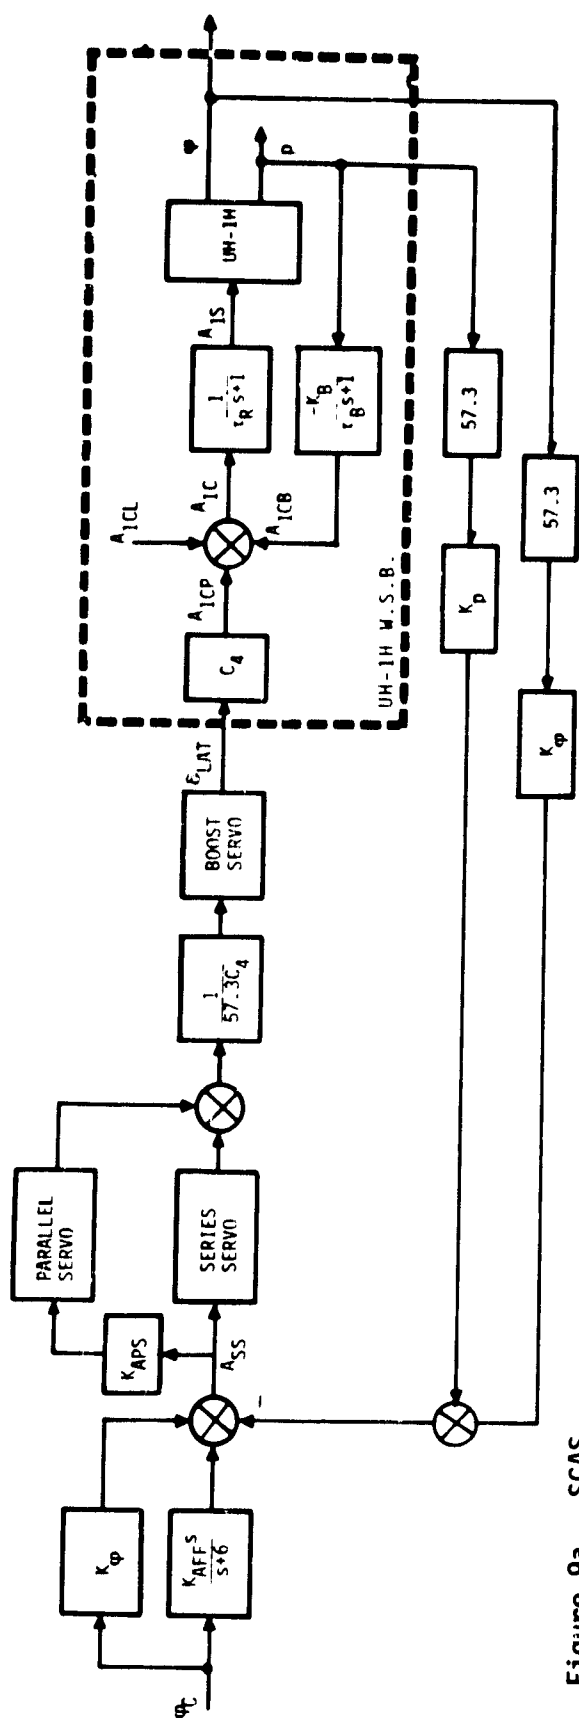 φC
Kφ
KAFF s
s+6
KAPS
ASS
–
PARALLEL
SERVO
SERIES
SERVO
1
57.3C4
BOOST
SERVO
εLAT
C4
A1CP
A1CL
A1C
A1CB
1
τR s+1
A1S
UH-1H
φ
p
-KB
τB s+1
UH-1H W.S.B.
57.3
Kp
57.3
Kφ
Figure 9a. SCAS